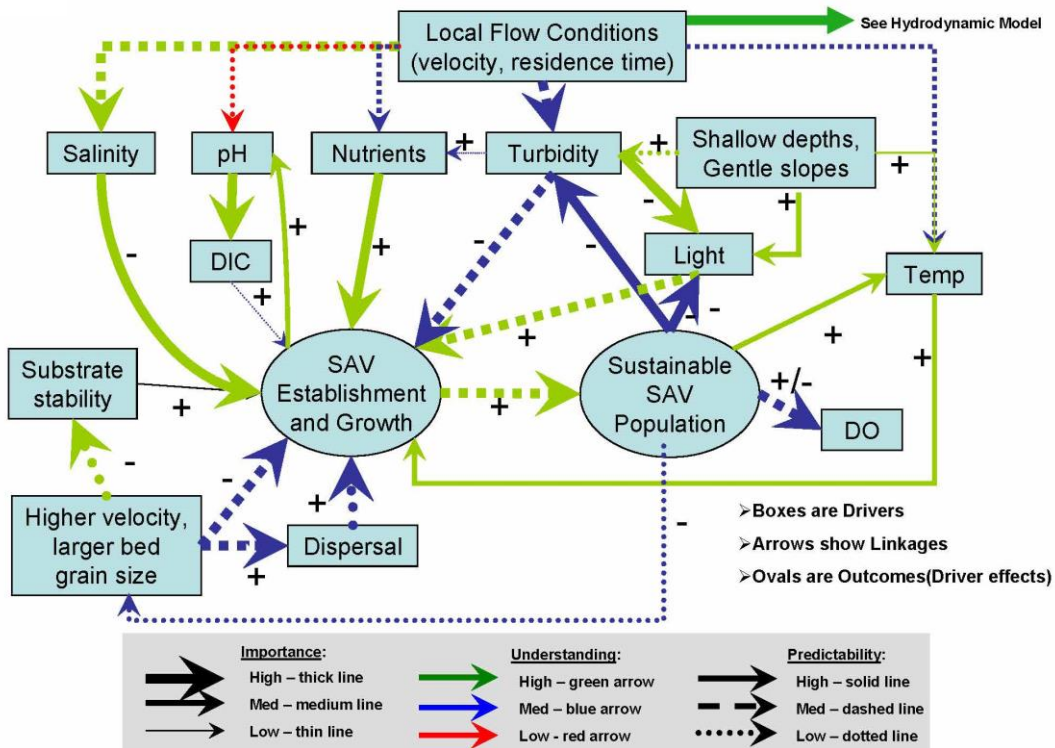 Local Flow Conditions
(velocity, residence time)
See Hydrodynamic Model
Salinity
pH
Nutrients
+
Turbidity
+
Shallow depths,
Gentle slopes
+
-
+
DIC
-
+
+
+
-
-
Light
Temp
- -
+
+
+
Substrate
stability
+
SAV
Establishment
and Growth
+
Sustainable
SAV
Population
+/-
DO
-
-
+
-
Higher velocity,
larger bed
grain size
+
Dispersal
➢Boxes are Drivers
➢Arrows show Linkages
➢Ovals are Outcomes(Driver effects)
Importance:
High – thick line
Med – medium line
Low – thin line
Understanding:
High – green arrow
Med – blue arrow
Low - red arrow
Predictability:
High – solid line
Med – dashed line
Low – dotted line